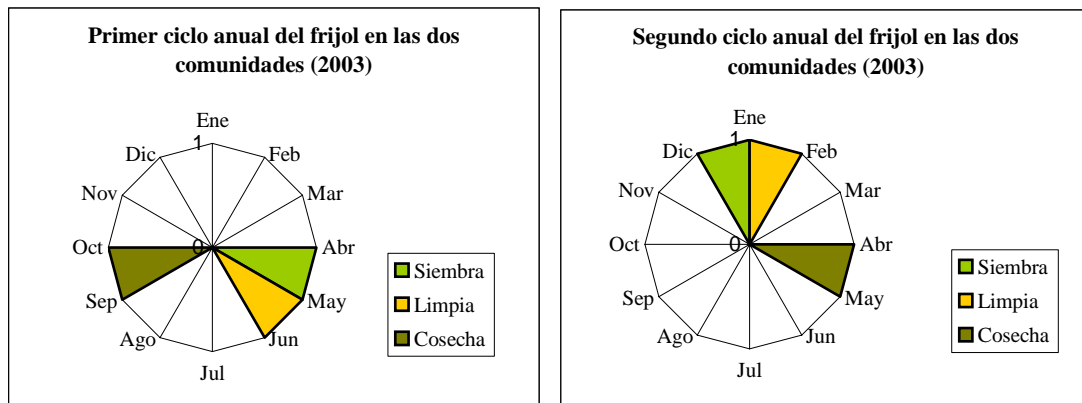 Primer ciclo anual del frijol en las dos
comunidades (2003)
Ene
1
Dic
Feb
Nov
Mar
Oct
0
Abr
Sep
May
Ago
Jun
Jul
Siembra
Limpia
Cosecha
Segundo ciclo anual del frijol en las dos
comunidades (2003)
Ene
1
Dic
Feb
Nov
Mar
Oct
0
Abr
Sep
May
Ago
Jun
Jul
Siembra
Limpia
Cosecha